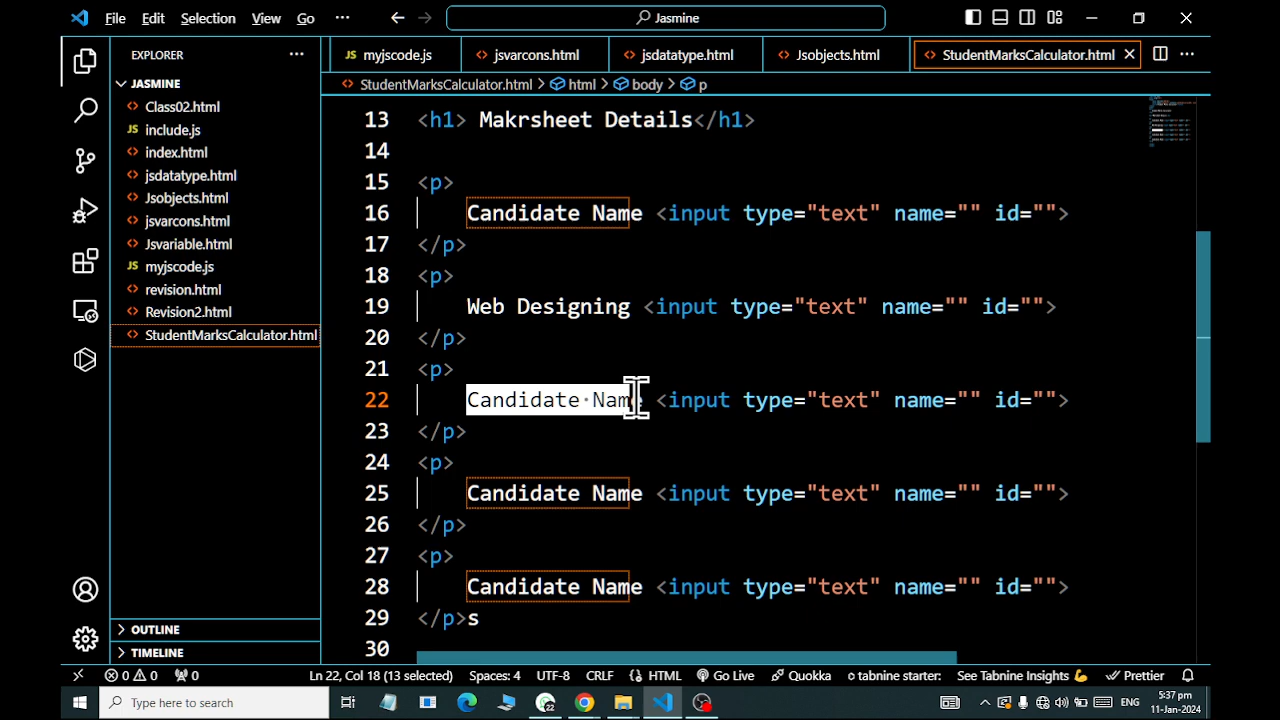 File Edit Selection View Go ··· Jasmine
EXPLORER ···
myjscode.js jsvarcons.html jsdatatype.html Jsobjects.html StudentMarksCalculator.html ···
JASMINE
Class02.html
include.js
index.html
jsdatatype.html
Jsobjects.html
jsvarcons.html
Jsvariable.html
myjscode.js
revision.html
Revision2.html
StudentMarksCalculator.html
OUTLINE
TIMELINE
StudentMarksCalculator.html > html > body > p
13 <h1> Makrsheet Details</h1>
14
15 <p>
16 Candidate Name <input type="text" name="" id="">
17 </p>
18 <p>
19 Web Designing <input type="text" name="" id="">
20 </p>
21 <p>
22 Candidate·Name <input type="text" name="" id="">
23 </p>
24 <p>
25 Candidate Name <input type="text" name="" id="">
26 </p>
27 <p>
28 Candidate Name <input type="text" name="" id="">
29 </p>s
30
0 0 0 Ln 22, Col 18 (13 selected) Spaces: 4 UTF-8 CRLF {} HTML Go Live Quokka tabnine starter: See Tabnine Insights 💪 Prettier
Type here to search 22 ENG 5:37 pm
11-Jan-2024